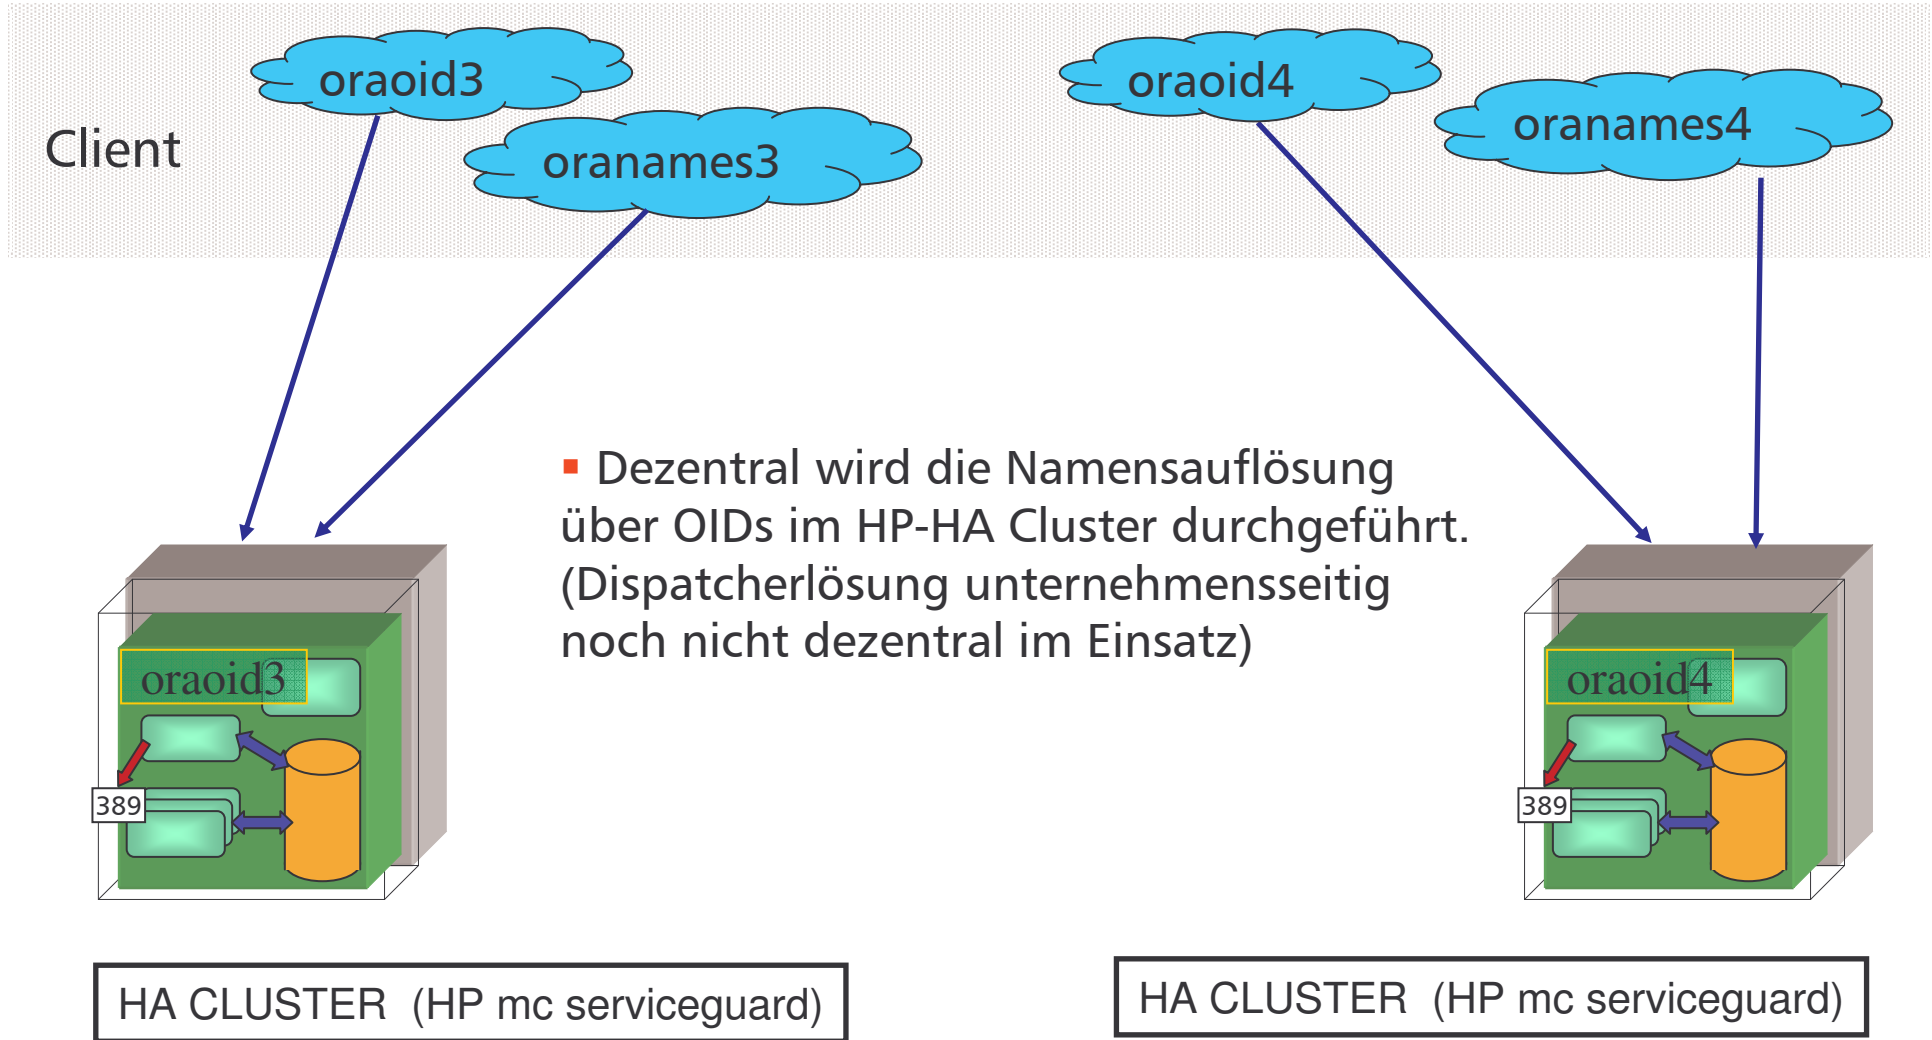 oraoid3
oraoid4
oranames4
Client
oranames3
▪ Dezentral wird die Namensauflösung
über OIDs im HP-HA Cluster durchgeführt.
(Dispatcherlösung unternehmensseitig
noch nicht dezentral im Einsatz)
oraoid3
389
oraoid4
389
HA CLUSTER (HP mc serviceguard)
HA CLUSTER (HP mc serviceguard)